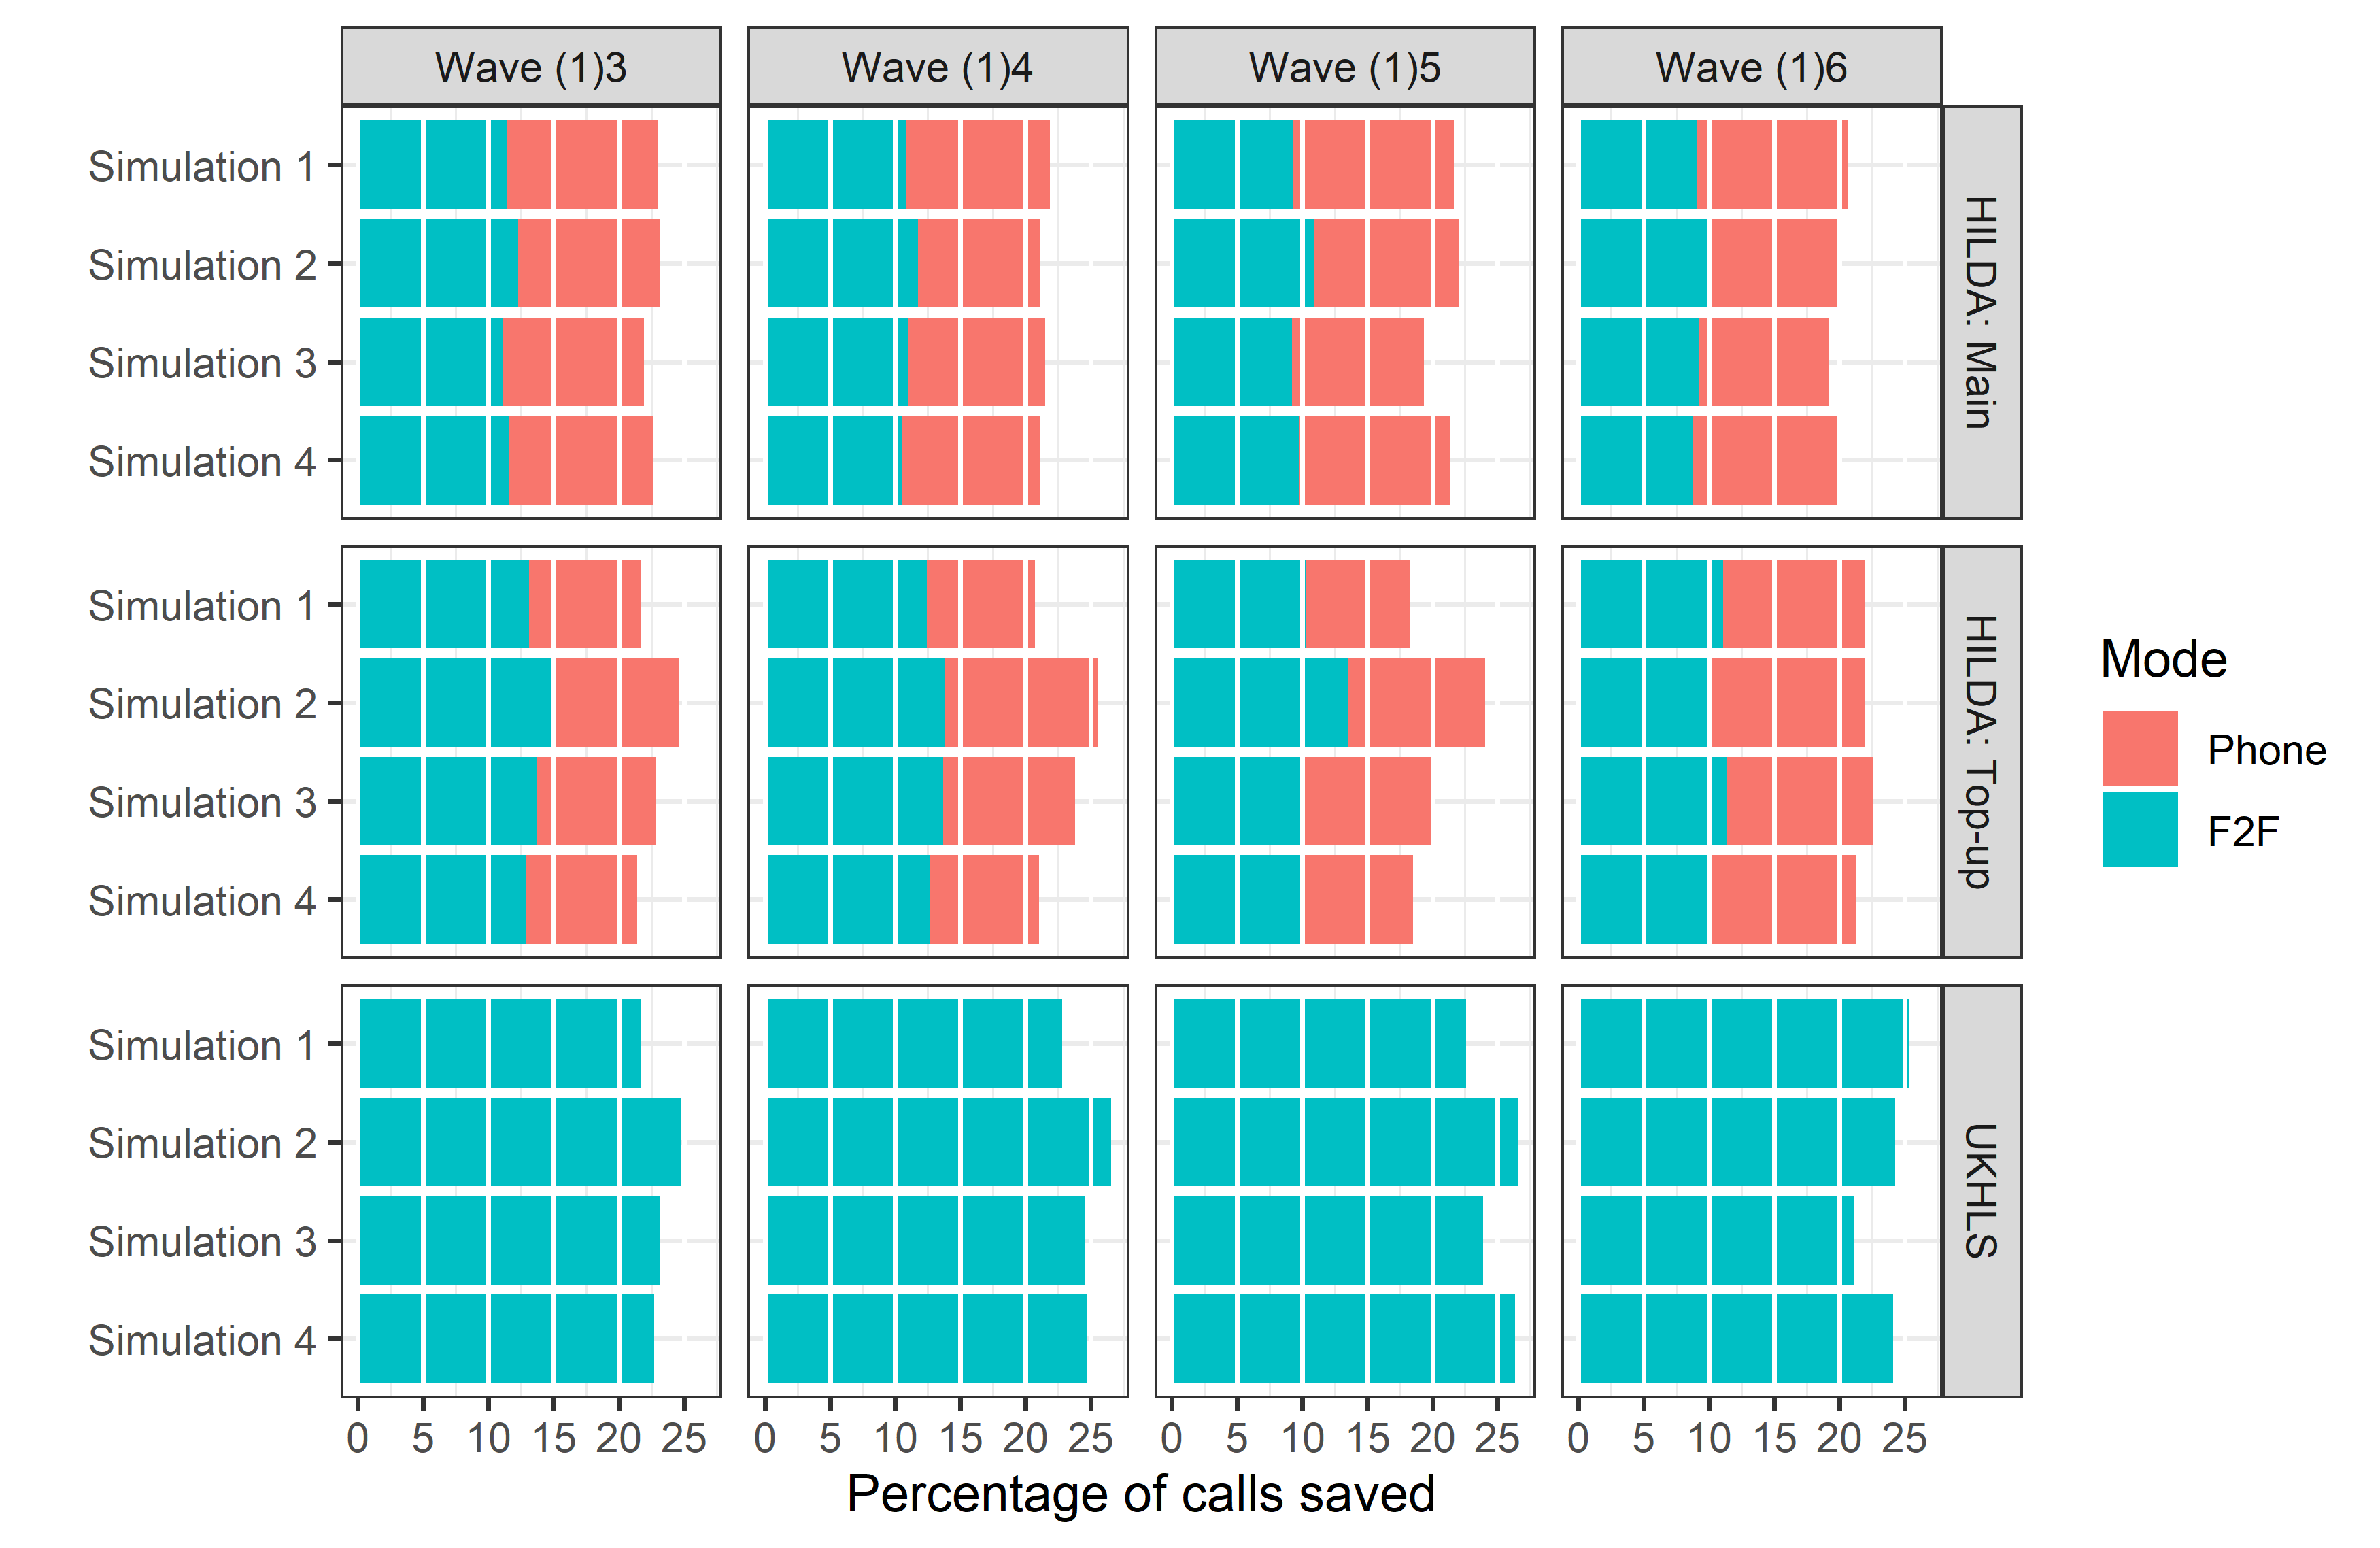 Wave (1)3 Wave (1)4 Wave (1)5 Wave (1)6
Simulation 1
Simulation 2
Simulation 3
Simulation 4
HILDA: Main
Simulation 1
Simulation 2
Simulation 3
Simulation 4
HILDA: Top-up
Simulation 1
Simulation 2
Simulation 3
Simulation 4
UKHLS
0 5 10 15 20 25 0 5 10 15 20 25 0 5 10 15 20 25 0 5 10 15 20 25
Percentage of calls saved
Mode
Phone
F2F